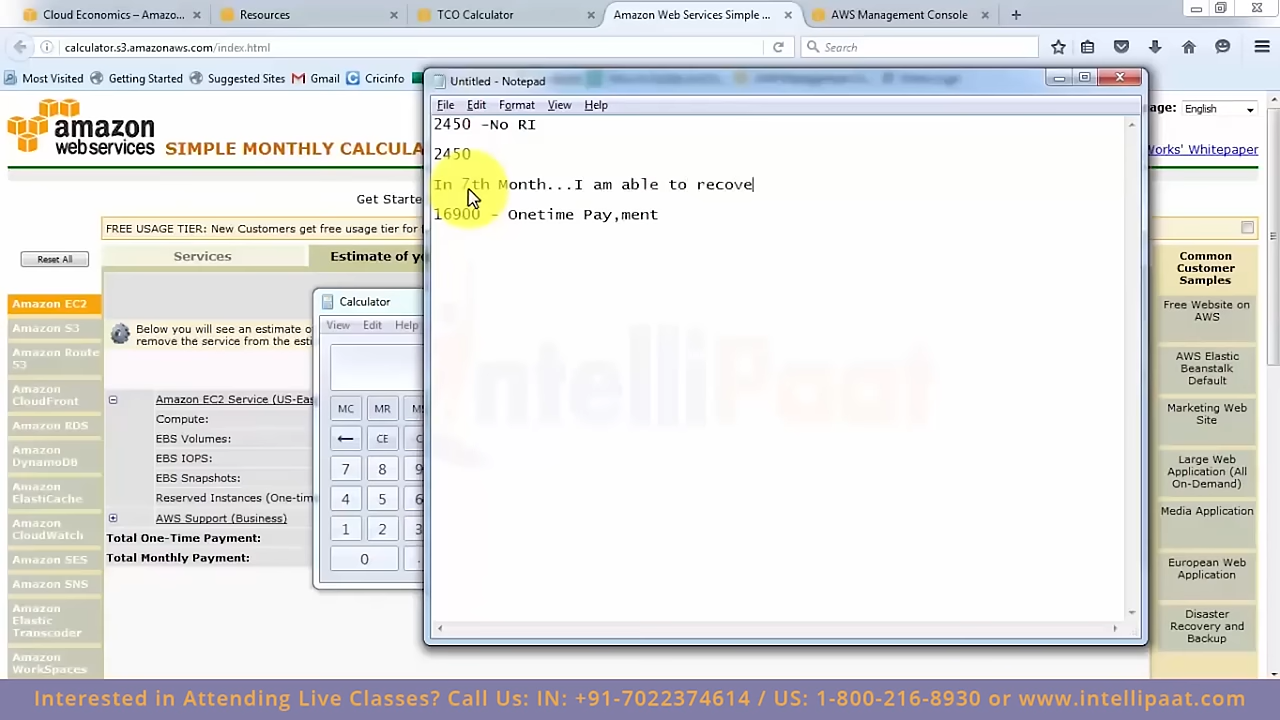 Cloud Economics – Amazo...
Resources
TCO Calculator
Amazon Web Services Simple ...
AWS Management Console
calculator.s3.amazonaws.com/index.html
Search
Most Visited
Getting Started
Suggested Sites
Gmail
Cricinfo
Untitled - Notepad
File Edit Format View Help
2450 -No RI
2450
In 7th Month...I am able to recove
16900 - Onetime Pay,ment
amazon
web services
SIMPLE MONTHLY CALCULA
age: English
Works' Whitepaper
Get Starte
FREE USAGE TIER: New Customers get free usage tier for
Reset All
Services
Estimate of yo
Amazon EC2
Amazon S3
Amazon Route
53
Amazon
CloudFront
Amazon RDS
Amazon
DynamoDB
Amazon
ElastiCache
Amazon
CloudWatch
Amazon SES
Amazon SNS
Amazon
Elastic
Transcoder
Amazon
WorkSpaces
Below you will see an estimate o
remove the service from the esti
Amazon EC2 Service (US-Eas
Compute:
EBS Volumes:
EBS IOPS:
EBS Snapshots:
Reserved Instances (One-tim
AWS Support (Business)
Total One-Time Payment:
Total Monthly Payment:
Calculator
View Edit Help
MC MR MS
← CE C
7 8 9
4 5 6
1 2 3
0 .
Common
Customer
Samples
Free Website on
AWS
AWS Elastic
Beanstalk
Default
Marketing Web
Site
Large Web
Application (All
On-Demand)
Media Application
European Web
Application
Disaster
Recovery and
Backup
IntelliPaat
Interested in Attending Live Classes? Call Us: IN: +91-7022374614 / US: 1-800-216-8930 or www.intellipaat.com